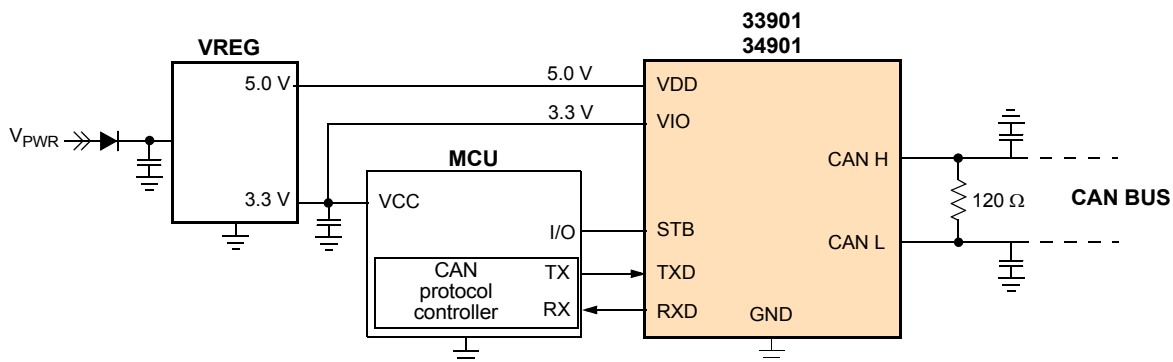 33901
34901
VREG
5.0 V
5.0 V
VDD
3.3 V
VIO
VPWR
MCU
CAN H
3.3 V
VCC
120 Ω
CAN BUS
I/O
STB
CAN L
CAN
protocol
controller
TX
TXD
RX
RXD
GND